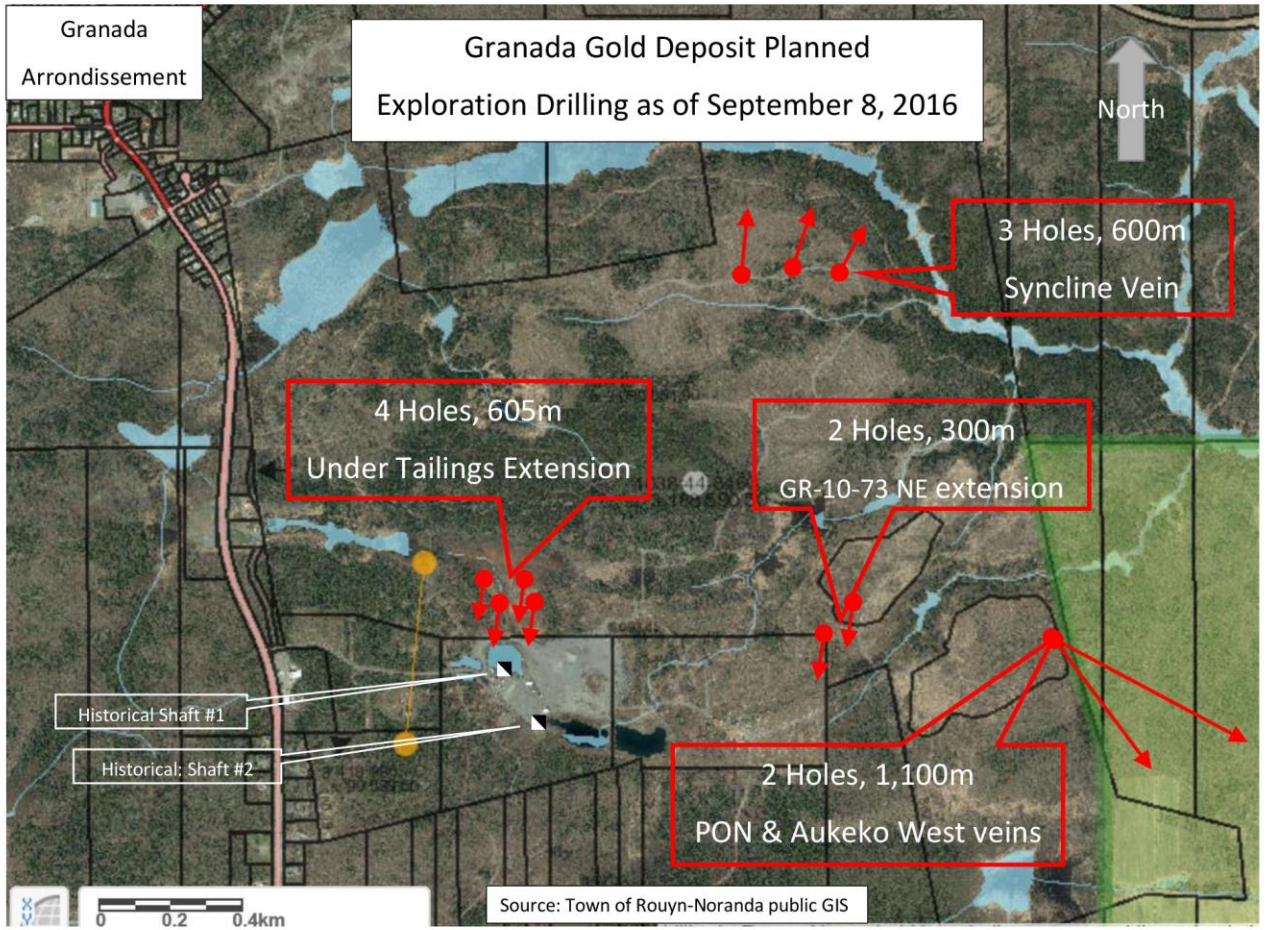 Granada
Arrondissement
Granada Gold Deposit Planned
Exploration Drilling as of September 8, 2016
North
3 Holes, 600m
Syncline Vein
4 Holes, 605m
Under Tailings Extension
2 Holes, 300m
GR-10-73 NE extension
Historical Shaft #1
Historical: Shaft #2
2 Holes, 1,100m
PON & Aukeko West veins
0 0.2 0.4km
Source: Town of Rouyn-Noranda public GIS